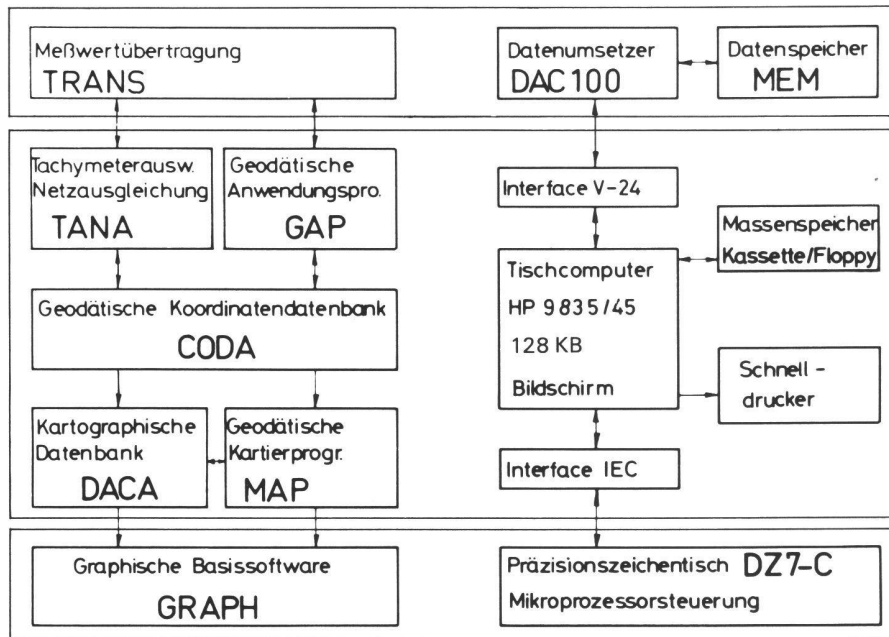 Meßwertübertragung
TRANS
Datenumsetzer
DAC 100
Datenspeicher
MEM
Tachymeterausw.
Netzausgleichung
TANA
Geodätische
Anwendungspro.
GAP
Interface V-24
Massenspeicher
Kassette/Floppy
Tischcomputer
HP 9835/45
128 KB
Bildschirm
Geodätische Koordinatendatenbank
CODA
Schnell-
drucker
Kartographische
Datenbank
DACA
Geodätische
Kartierprogr.
MAP
Interface IEC
Graphische Basissoftware
GRAPH
Präzisionszeichentisch DZ7-C
Mikroprozessorsteuerung